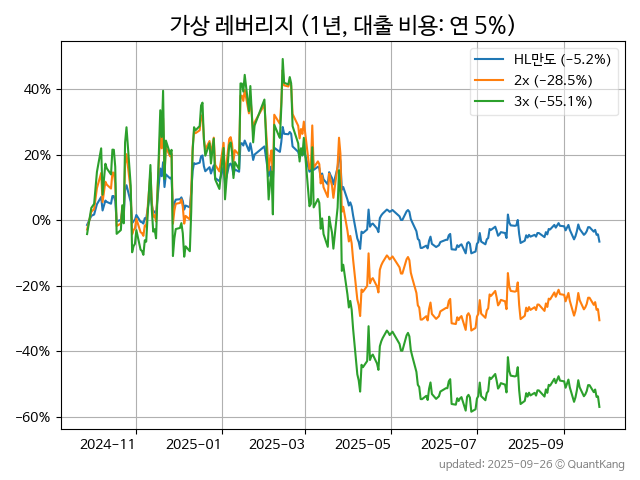 가상 레버리지 (1년, 대출 비용: 연 5%)
HL만도 (−5.2%)
2x (−28.5%)
3x (−55.1%)
40%
20%
0%
−20%
−40%
−60%
2024-11 2025-01 2025-03 2025-05 2025-07 2025-09
updated: 2025-09-26 © QuantKang